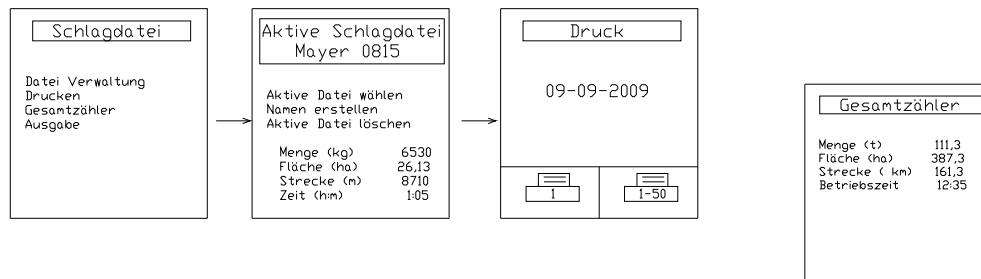 Schlagdatei
Datei Verwaltung
Drucken
Gesamtzähler
Ausgabe
Aktive Schlagdatei
Mayer 0815
Aktive Datei wählen
Namen erstellen
Aktive Datei löschen
Menge (kg) 6530
Fläche (ha) 26,13
Strecke (m) 8710
Zeit (h:m) 1:05
Druck
09-09-2009
1
1-50
Gesamtzähler
Menge (t) 111,3
Fläche (ha) 387,3
Strecke ( km) 161,3
Betriebszeit 12:35